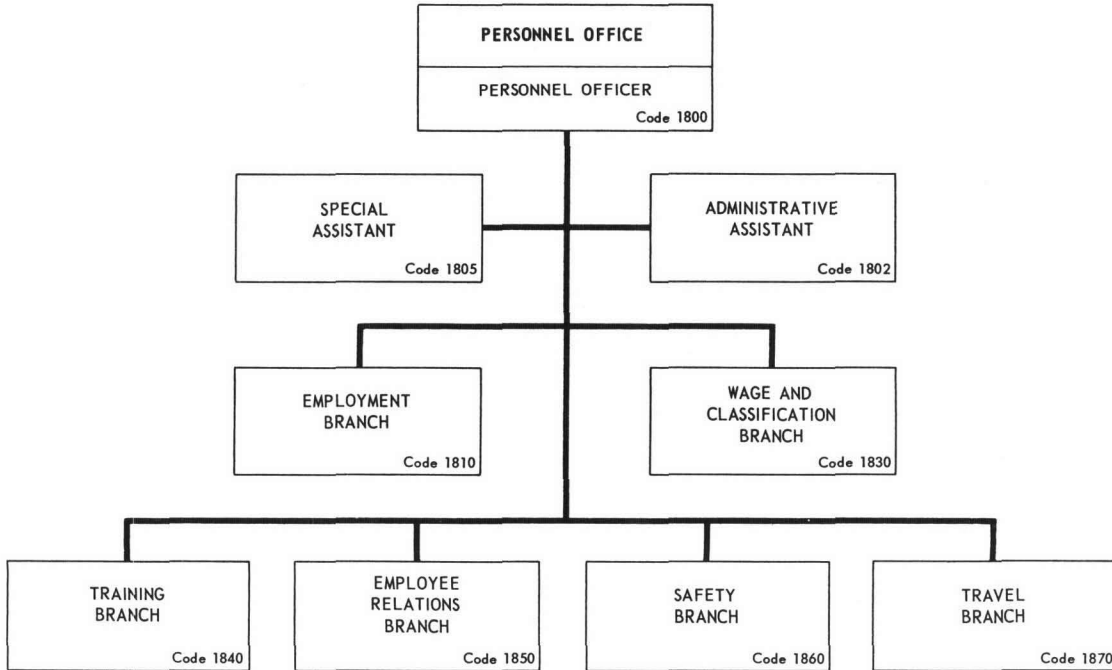 PERSONNEL OFFICE
PERSONNEL OFFICER
Code 1800
SPECIAL
ASSISTANT
Code 1805
ADMINISTRATIVE
ASSISTANT
Code 1802
EMPLOYMENT
BRANCH
Code 1810
WAGE AND
CLASSIFICATION
BRANCH
Code 1830
TRAINING
BRANCH
Code 1840
EMPLOYEE
RELATIONS
BRANCH
Code 1850
SAFETY
BRANCH
Code 1860
TRAVEL
BRANCH
Code 1870